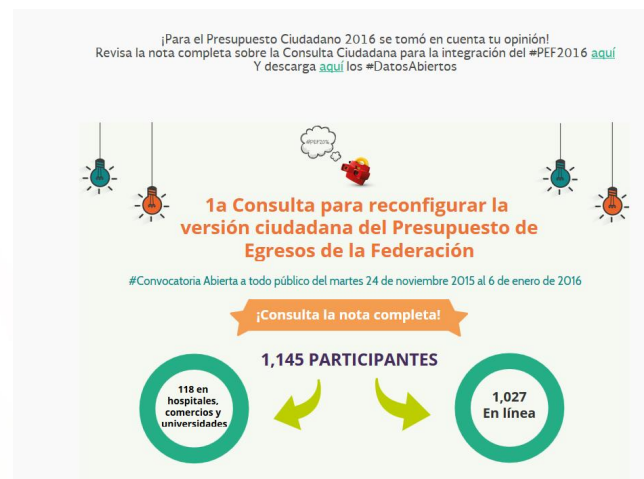 ¡Para el Presupuesto Ciudadano 2016 se tomó en cuenta tu opinión!
Revisa la nota completa sobre la Consulta Ciudadana para la integración del #PEF2016 aquí
Y descarga aquí los #DatosAbiertos
#PEF2016
1a Consulta para reconfigurar la
versión ciudadana del Presupuesto de
Egresos de la Federación
#Convocatoria Abierta a todo público del martes 24 de noviembre 2015 al 6 de enero de 2016
¡Consulta la nota completa!
1,145 PARTICIPANTES
118 en
hospitales,
comercios y
universidades
1,027
En línea